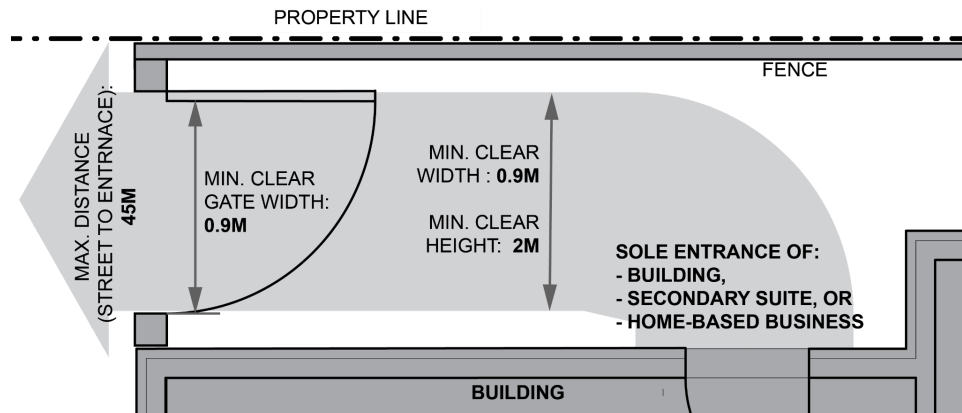 PROPERTY LINE
FENCE
MAX. DISTANCE
(STREET TO ENTRNACE):
45M
MIN. CLEAR
GATE WIDTH:
0.9M
MIN. CLEAR
WIDTH : 0.9M
MIN. CLEAR
HEIGHT: 2M
SOLE ENTRANCE OF:
- BUILDING,
- SECONDARY SUITE, OR
- HOME-BASED BUSINESS
BUILDING